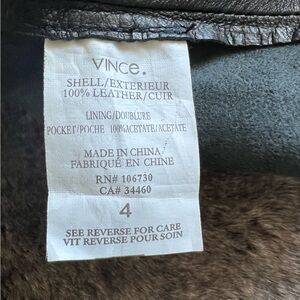 VINCE.
SHELL/EXTERIEUR
100% LEATHER/CUIR
LINING/DOUBLURE
POCKET/POCHE 100%ACETATE/ACETATE
MADE IN CHINA
FABRIQUÉ EN CHINE
RN# 106730
CA# 34460
4
SEE REVERSE FOR CARE
VIT REVERSE POUR SOIN